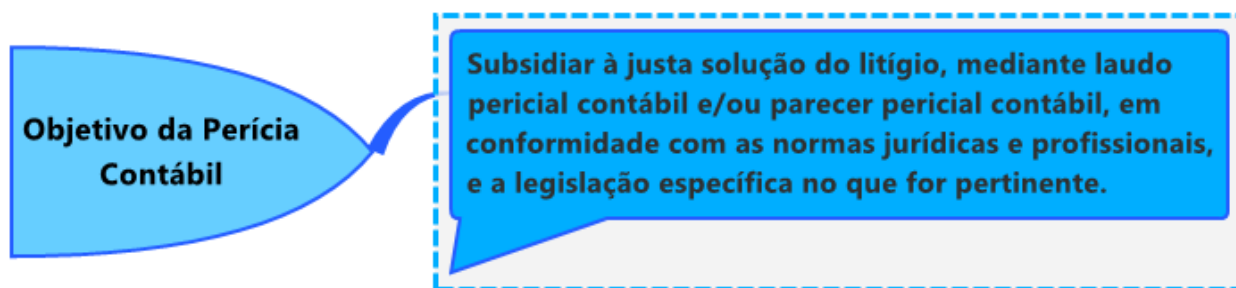 Objetivo da Perícia
Contábil
Subsidiar à justa solução do litígio, mediante laudo
pericial contábil e/ou parecer pericial contábil, em
conformidade com as normas jurídicas e profissionais,
e a legislação específica no que for pertinente.